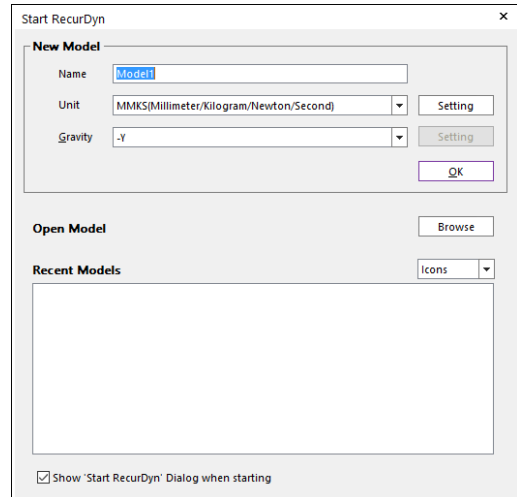 Start RecurDyn
New Model
Name Model1
Unit MMKS(Millimeter/Kilogram/Newton/Second) Setting
Gravity -Y Setting
OK
Open Model Browse
Recent Models Icons
Show 'Start RecurDyn' Dialog when starting